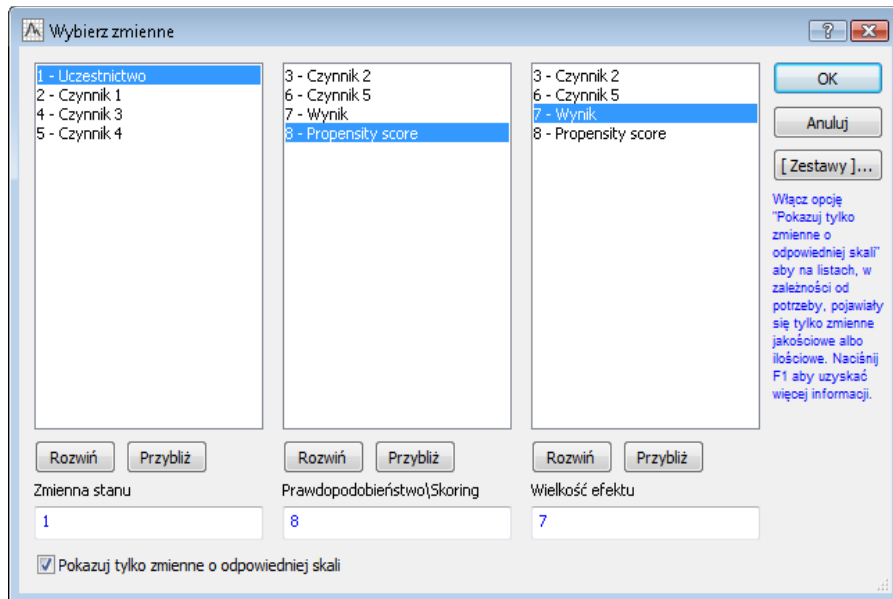 Wybierz zmienne
1 - Uczestnictwo
2 - Czynnik 1
4 - Czynnik 3
5 - Czynnik 4
3 - Czynnik 2
6 - Czynnik 5
7 - Wynik
8 - Propensity score
3 - Czynnik 2
6 - Czynnik 5
7 - Wynik
8 - Propensity score
OK
Anuluj
[ Zestawy ]...
Włącz opcję
"Pokazuj tylko
zmienne o
odpowiedniej skali"
aby na listach, w
zależności od
potrzeby, pojawiały
się tylko zmienne
jakościowe albo
ilościowe. Naciśnij
F1 aby uzyskać
więcej informacji.
Rozwiń Przybliż Rozwiń Przybliż Rozwiń Przybliż
Zmienna stanu Prawdopodobieństwo\Skoring Wielkość efektu
1 8 7
Pokazuj tylko zmienne o odpowiedniej skali